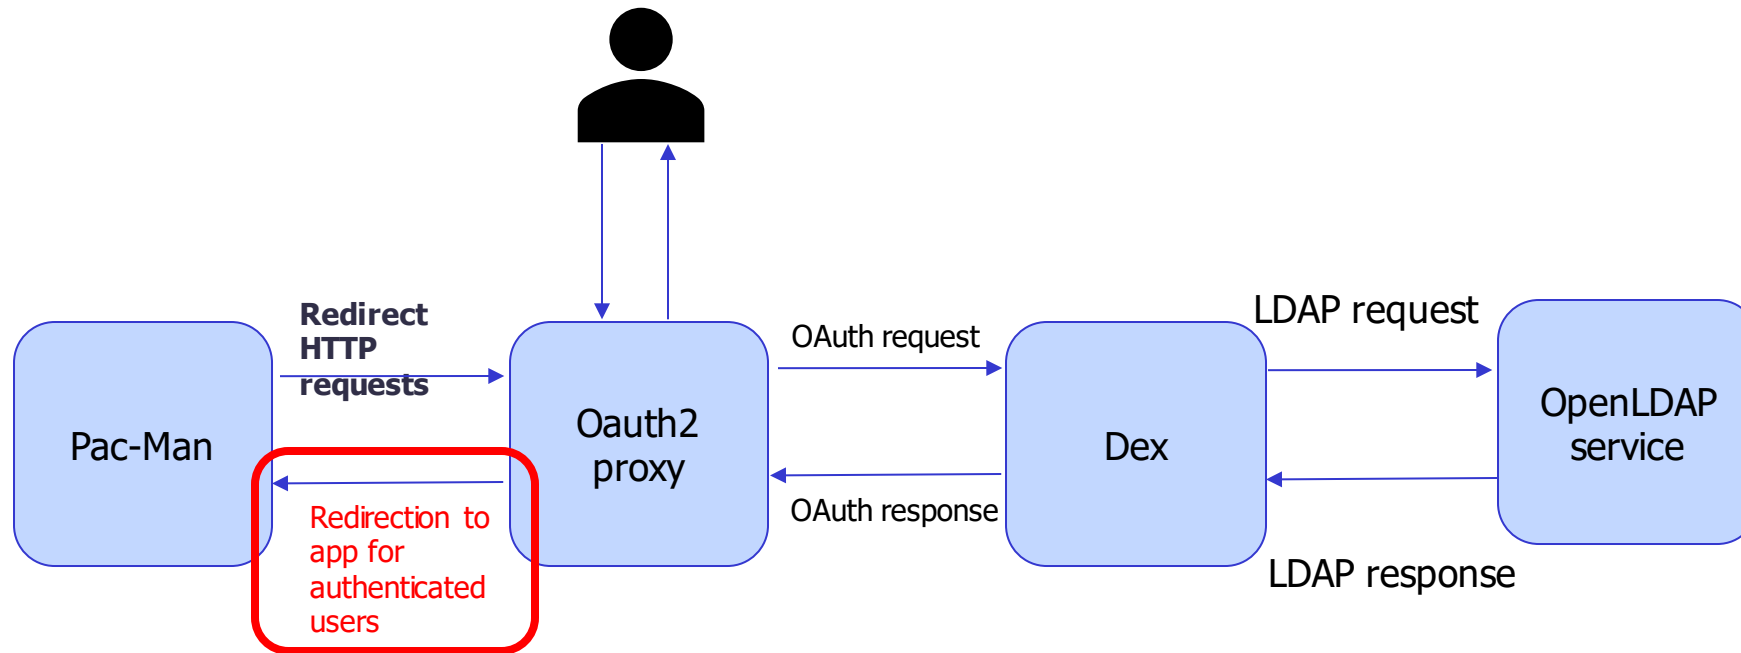 Redirect
HTTP
requests
OAuth request
LDAP request
Pac-Man
Oauth2
proxy
Dex
OpenLDAP
service
Redirection to
app for
authenticated
users
OAuth response
LDAP response